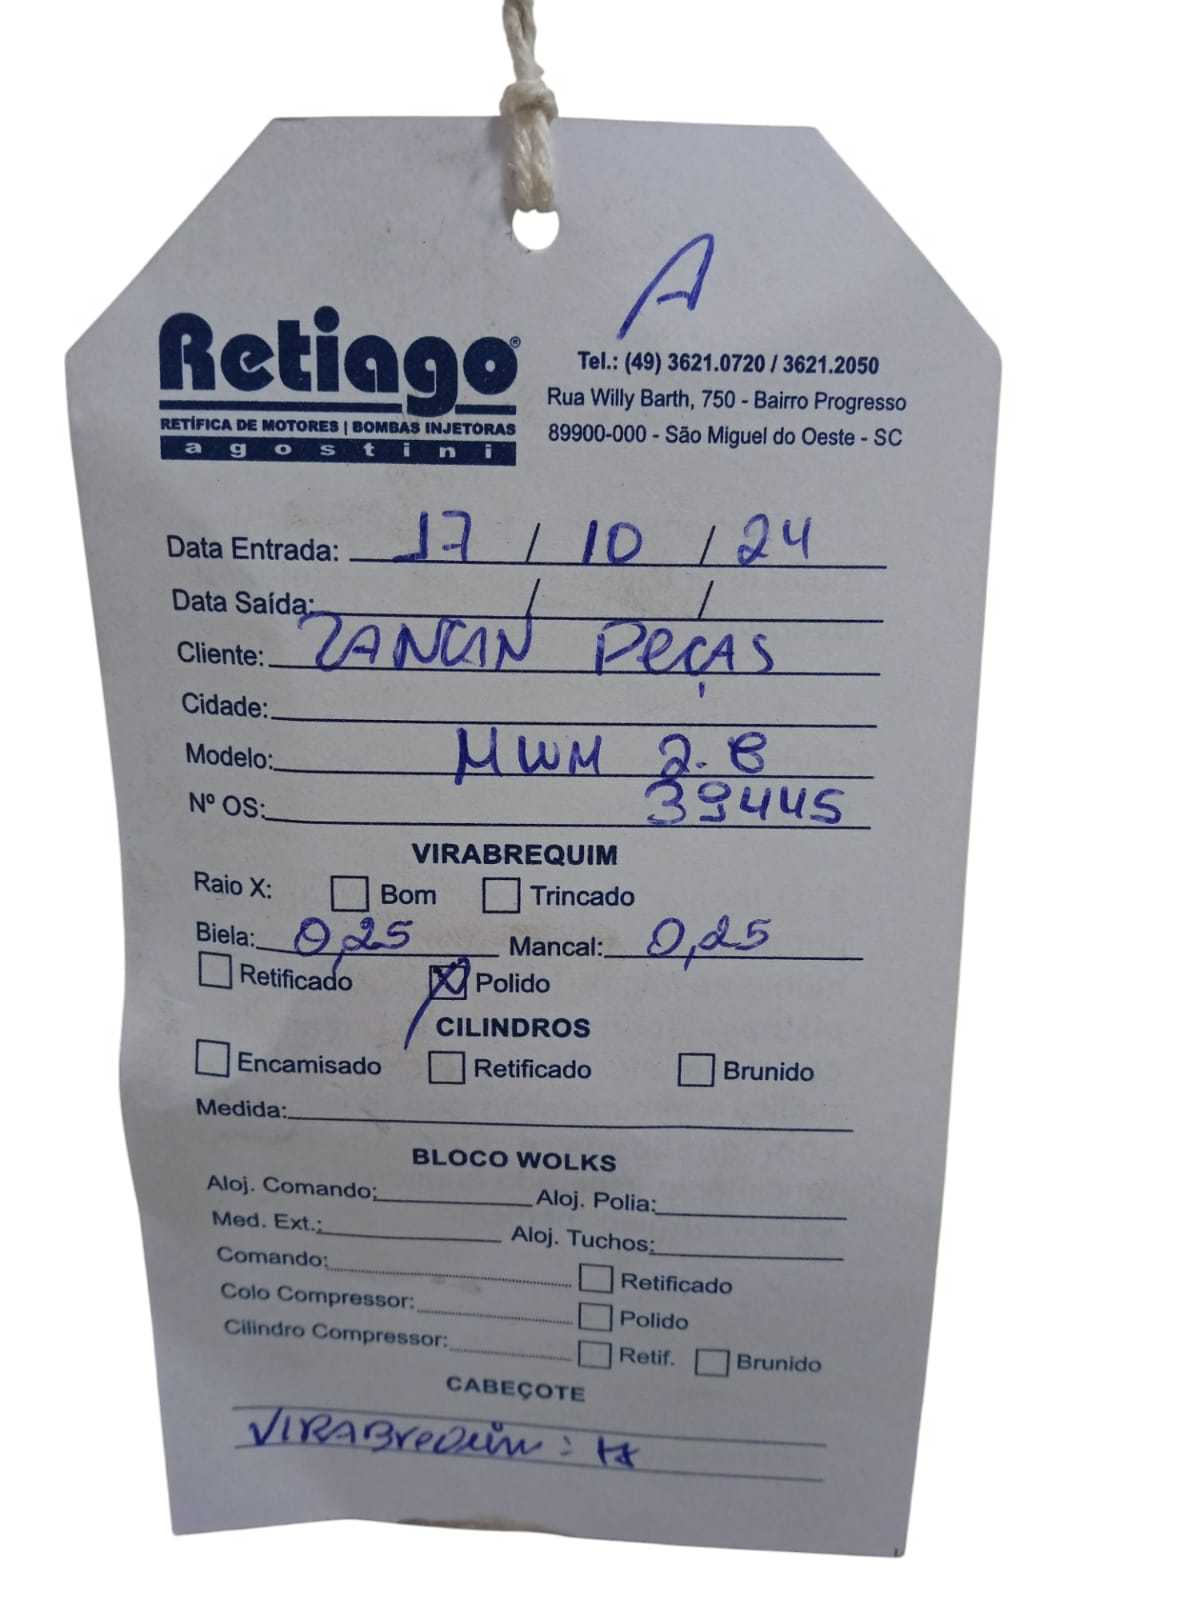 A
Retiago®
RETÍFICA DE MOTORES | BOMBAS INJETORAS
agostini
Tel.: (49) 3621.0720 / 3621.2050
Rua Willy Barth, 750 - Bairro Progresso
89900-000 - São Miguel do Oeste - SC
Data Entrada: 17 / 10 / 24
Data Saída: / /
Cliente: ZANCIN PeÇAS
Cidade:
Modelo: MWM 2.8
Nº OS: 39445
VIRABREQUIM
Raio X: Bom Trincado
Biela: 0,25 Mancal: 0,25
Retificado Polido
CILINDROS
Encamisado Retificado Brunido
Medida:
BLOCO WOLKS
Aloj. Comando: Aloj. Polia:
Med. Ext.: Aloj. Tuchos:
Comando: Retificado
Colo Compressor: Polido
Cilindro Compressor: Retif. Brunido
CABEÇOTE
VIRABrequim :